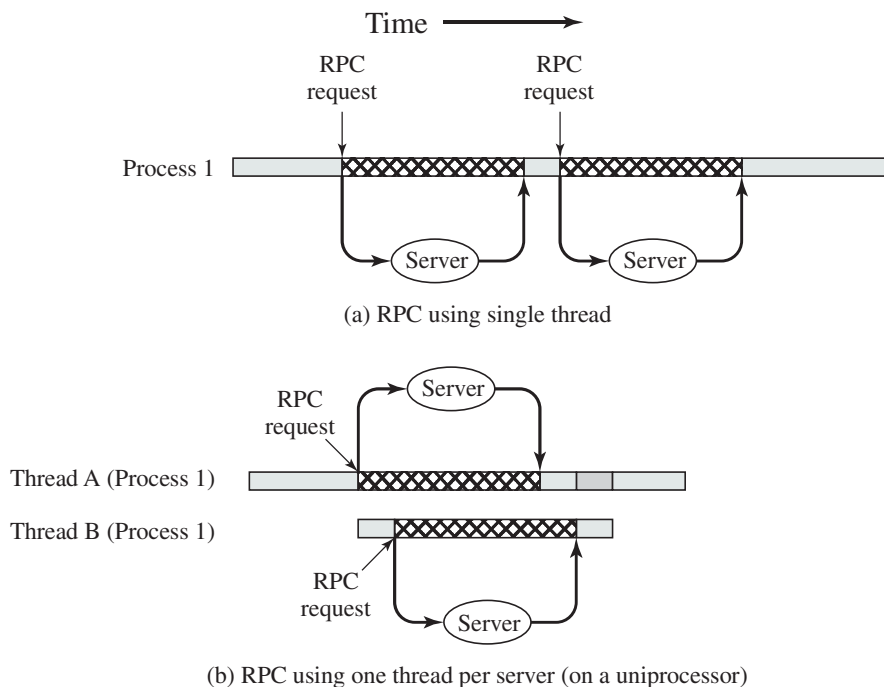 Time
RPC
request
RPC
request
Process 1
Server
Server
(a) RPC using single thread
Server
RPC
request
Thread A (Process 1)
Thread B (Process 1)
RPC
request
Server
(b) RPC using one thread per server (on a uniprocessor)